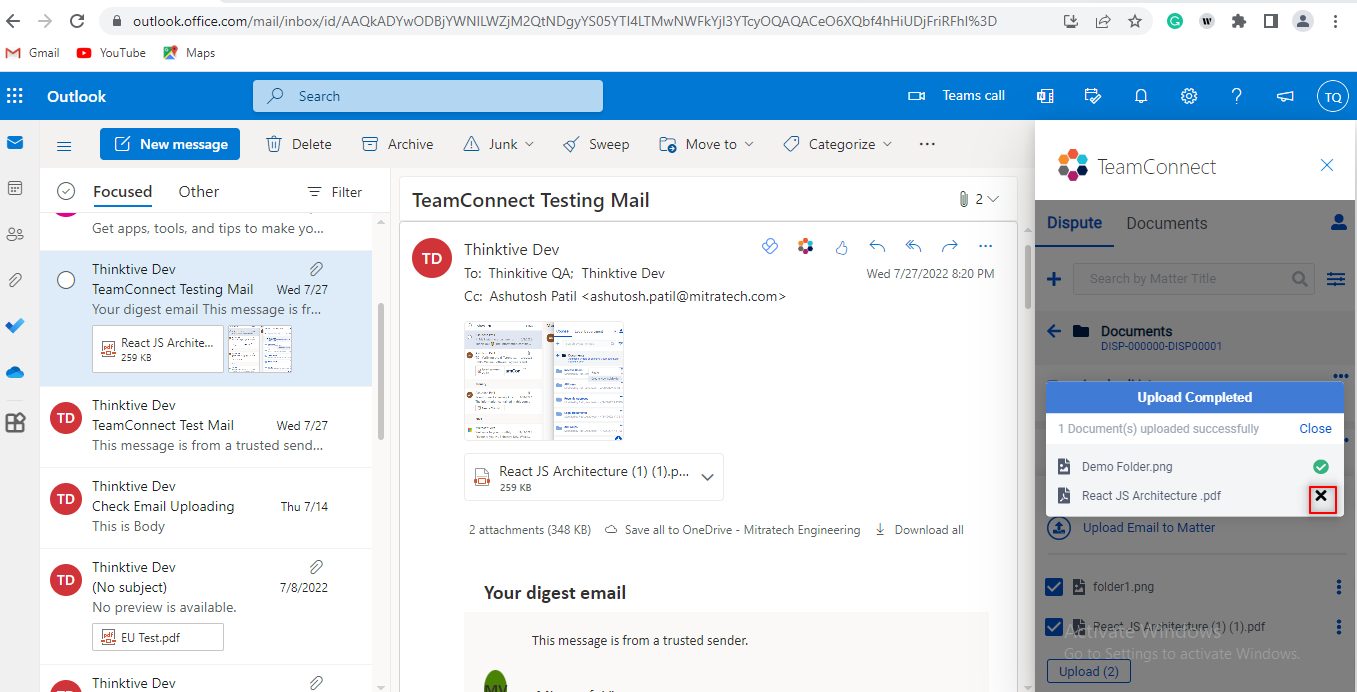 outlook.office.com/mail/inbox/id/AAQkADYwODBjYWNlLWZjM2QtNDgyYS05YTI4LTMwNWFkYjI3YTcyOQAQACeO6XQbf4hHiUDjFriRFhI%3D
Gmail YouTube Maps
Outlook Search Teams call TQ
New message Delete Archive Junk Sweep Move to Categorize
TeamConnect
Focused Other Filter
Get apps, tools, and tips to make yo...
Thinktive Dev
TeamConnect Testing Mail Wed 7/27
Your digest email This message is fr...
React JS Archite...
259 KB
TD
Thinktive Dev
TeamConnect Test Mail Wed 7/27
This message is from a trusted send...
TD
Thinktive Dev
Check Email Uploading Thu 7/14
This is Body
TD
Thinktive Dev
(No subject) 7/8/2022
No preview is available.
EU Test.pdf
Thinktive Dev
TeamConnect Testing Mail 2
TD
Thinktive Dev
To: Thinkitive QA; Thinktive Dev Wed 7/27/2022 8:20 PM
Cc: Ashutosh Patil <ashutosh.patil@mitratech.com>
React JS Architecture (1) (1).p...
259 KB
2 attachments (348 KB) Save all to OneDrive - Mitratech Engineering Download all
Your digest email
This message is from a trusted sender.
MV
Dispute Documents
Search by Matter Title
Documents
DISP-000000-DISP00001
Upload Completed
1 Document(s) uploaded successfully Close
Demo Folder.png
React JS Architecture .pdf
Upload Email to Matter
folder1.png
React JS Architecture (1) (1).pdf
Activate Windows
Go to Settings to activate Windows.
Upload (2)